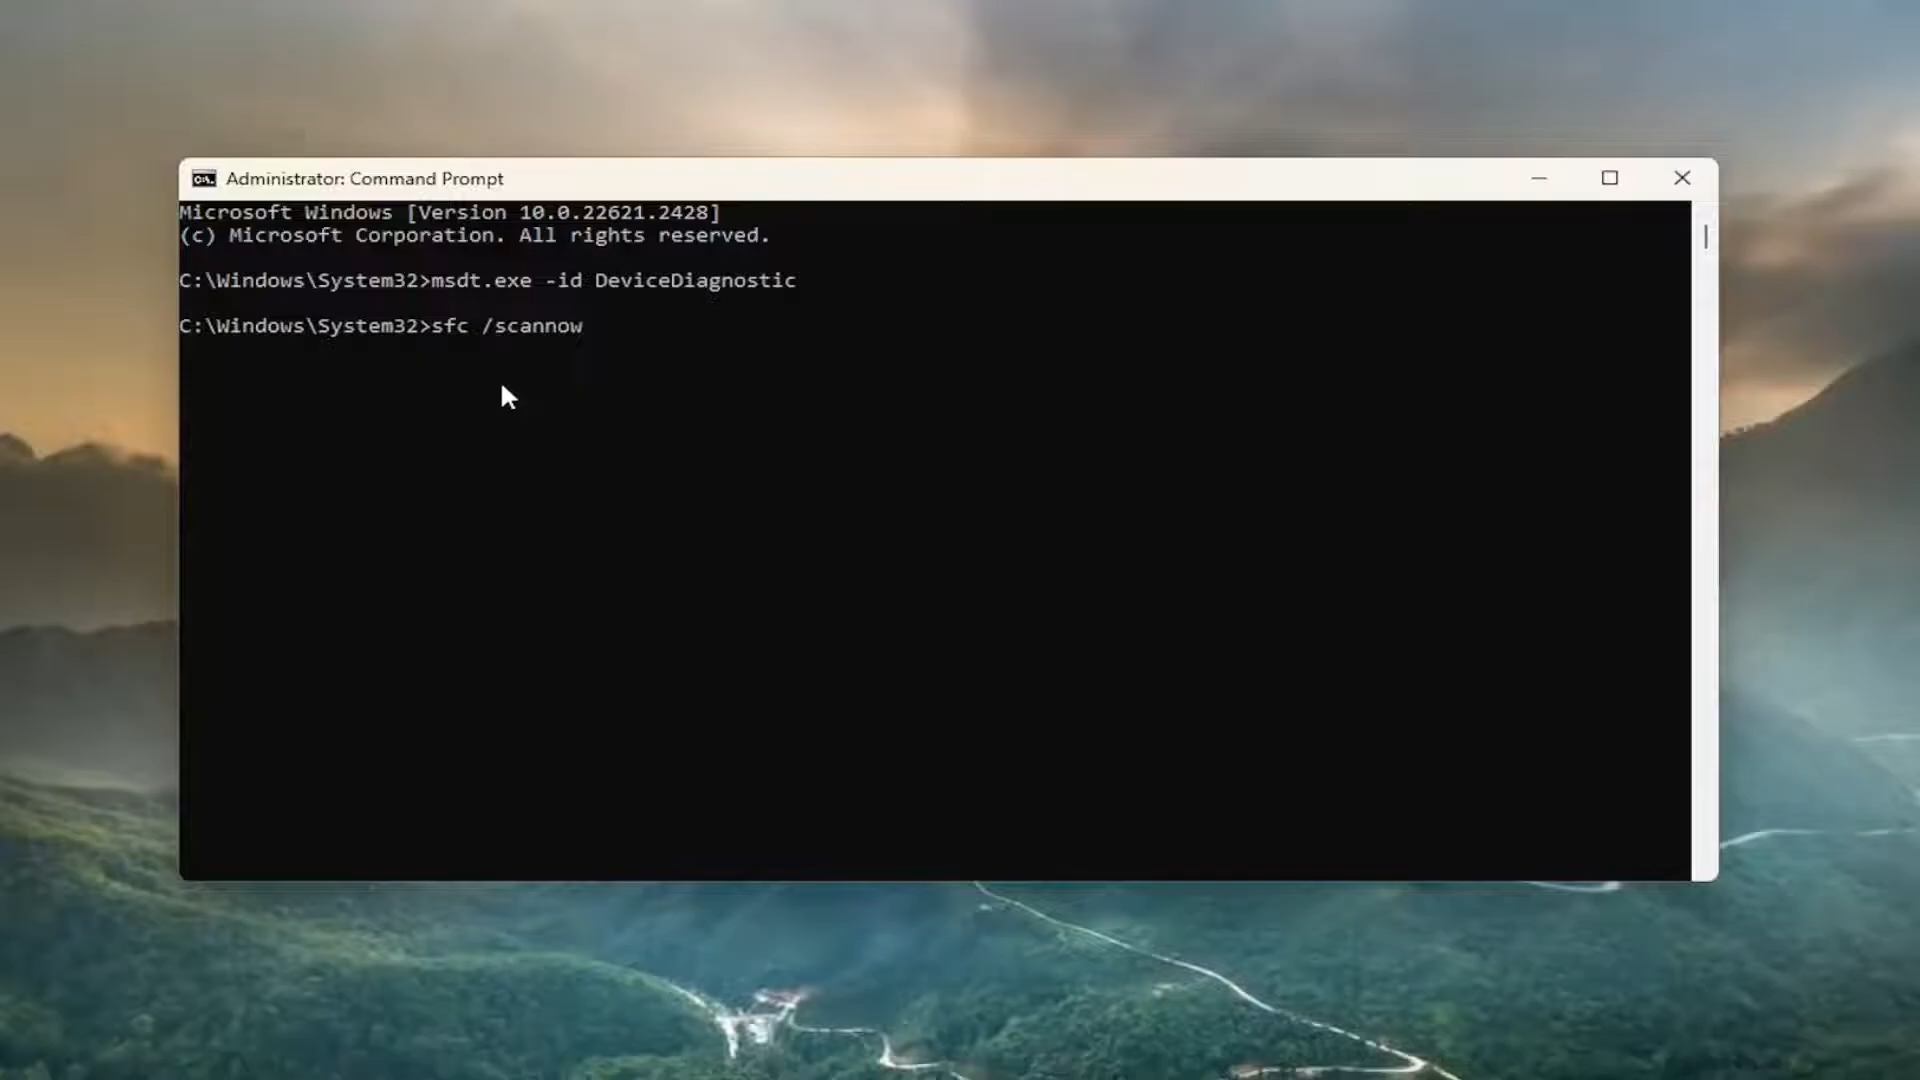 Administrator: Command Prompt
Microsoft Windows [Version 10.0.22621.2428]
(c) Microsoft Corporation. All rights reserved.
C:\Windows\System32>msdt.exe -id DeviceDiagnostic
C:\Windows\System32>sfc /scannow